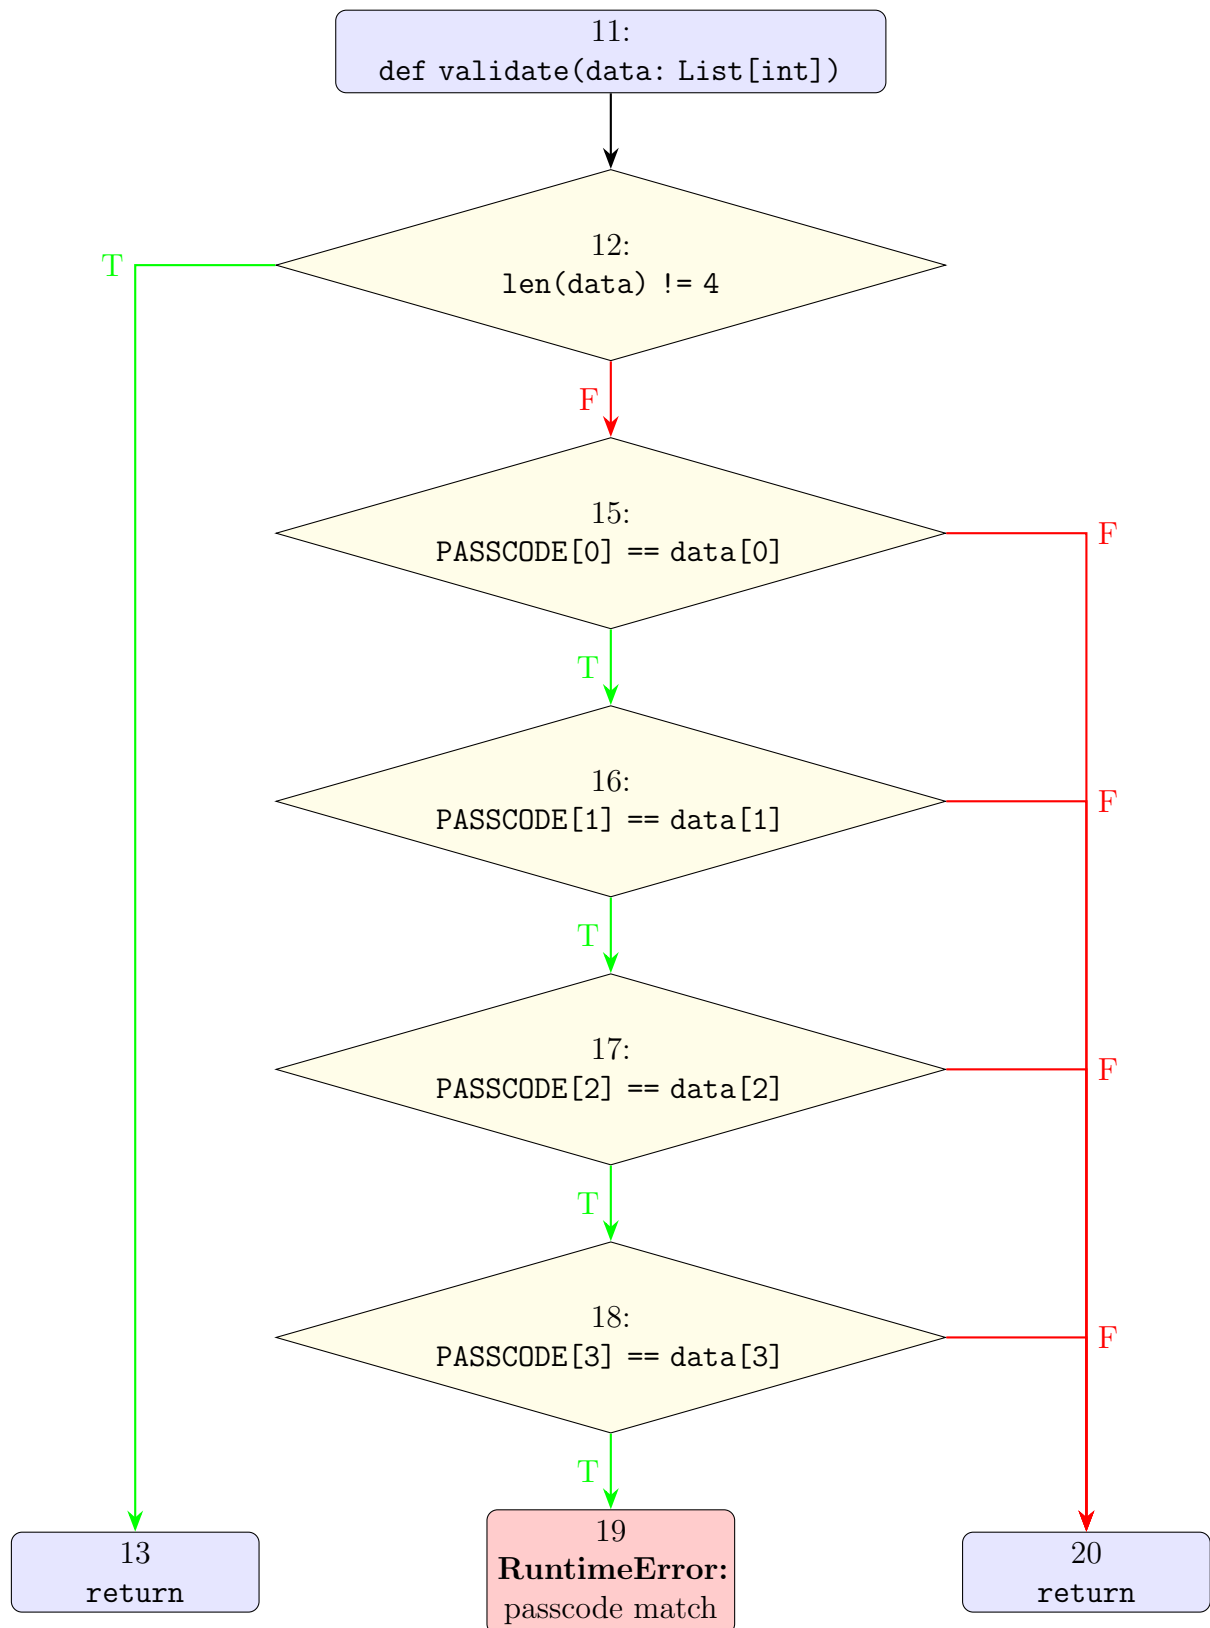 11:
def validate(data: List[int])
12:
len(data) != 4
T
F
15:
PASSCODE[0] == data[0]
F
T
16:
PASSCODE[1] == data[1]
F
T
17:
PASSCODE[2] == data[2]
F
T
18:
PASSCODE[3] == data[3]
F
T
13
return
19
RuntimeError:
passcode match
20
return